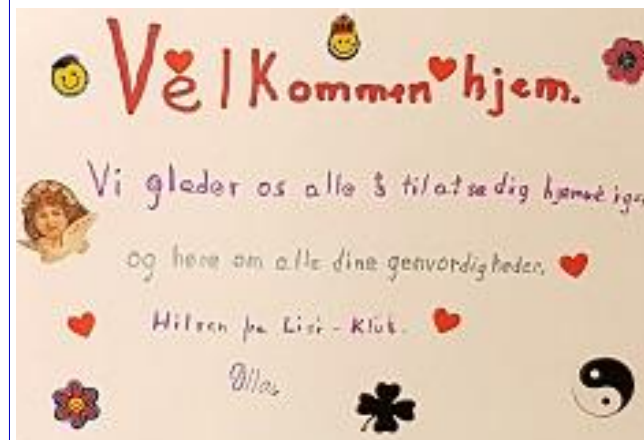 Velkommen hjem.
Vi glæder os alle 3 til at se dig hjemme igen
og høre om alle dine genvordigheder.
Hilsen fra Lise-Klub.